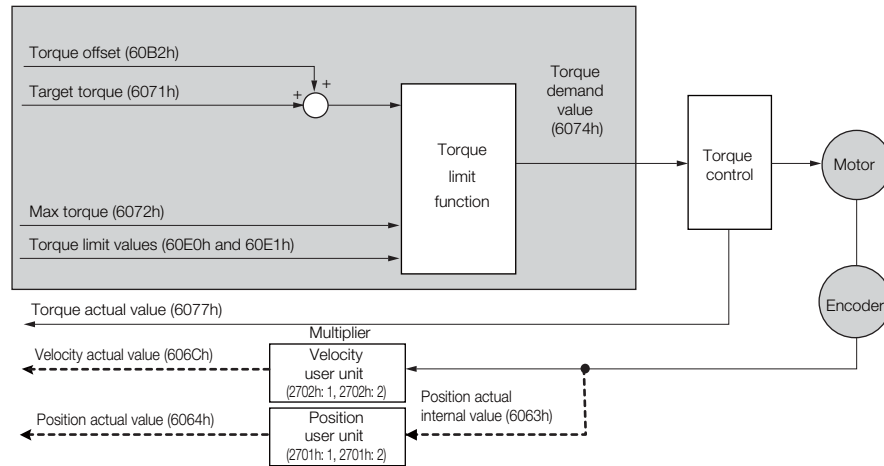 Torque offset (60B2h)
+
Target torque (6071h)
+
Torque
demand
value
(6074h)
Torque
limit
function
Torque
control
Motor
Max torque (6072h)
Torque limit values (60E0h and 60E1h)
Encoder
Torque actual value (6077h)
Multiplier
Velocity actual value (606Ch)
Velocity
user unit
(2702h: 1, 2702h: 2)
Position actual
internal value (6063h)
Position actual value (6064h)
Position
user unit
(2701h: 1, 2701h: 2)